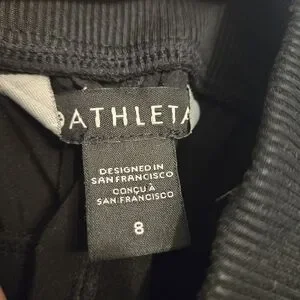 ATHLETA
DESIGNED IN
SAN FRANCISCO
CONÇU À
SAN FRANCISCO
8